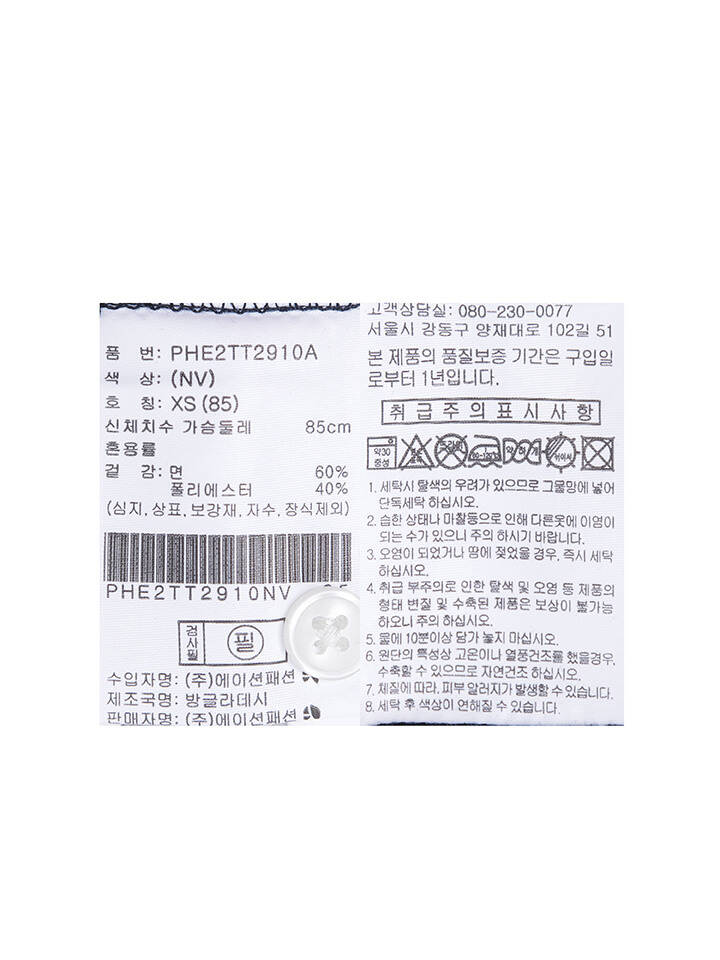 품 번: PHE2TT2910A
색 상: (NV)
호 칭: XS (85)
신체치수 가슴둘레 85cm
혼용률
겉 감: 면 60%
폴리에스터 40%
(심지, 상표, 보강재, 자수, 장식제외)
PHE2TT2910NV
검사필 필
수입자명: (주)에이션패션
제조국명: 방글라데시
판매자명: (주)에이션패션
고객상담실: 080-230-0077
서울시 강동구 양재대로 102길 51
본 제품의 품질보증 기간은 구입일
로부터 1년입니다.
취급주의표시사항
약30 중성 드라이 80~120℃ 약하게 뉘어서
1. 세탁시 탈색의 우려가 있으므로 그물망에 넣어
단독세탁 하십시오.
2. 습한 상태나 마찰등으로 인해 다른옷에 이염이
되는 수가 있으니 주의 하시기 바랍니다.
3. 오염이 되었거나 땀에 젖었을 경우, 즉시 세탁
하십시오.
4. 취급 부주의로 인한 탈색 및 오염 등 제품의
형태 변질 및 수축된 제품은 보상이 불가능
하오니 주의 하십시오.
5. 물에 10분이상 담가 놓지 마십시오.
6. 원단의 특성상 고온이나 열풍건조를 했을경우,
수축할 수 있으므로 자연건조 하십시오.
7. 체질에 따라, 피부 알러지가 발생할 수 있습니다.
8. 세탁 후 색상이 연해질 수 있습니다.